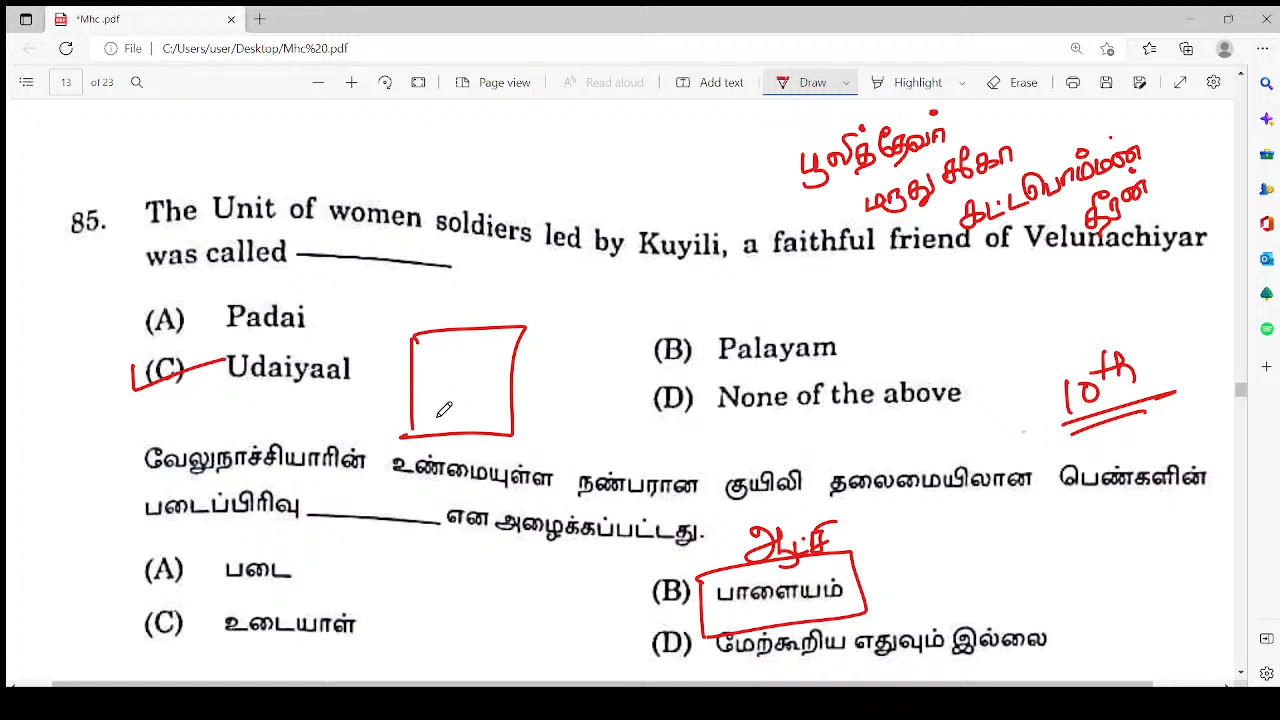 *Mhc .pdf
File C:/Users/user/Desktop/Mhc%20.pdf
13 of 23 Page view Read aloud Add text Draw Highlight Erase
பூலித்தேவர்
மருது சகோ
கட்டபொம்மன்
தீரன்
85. The Unit of women soldiers led by Kuyili, a faithful friend of Velunachiyar
was called
(A) Padai
(B) Palayam
(C) Udaiyaal
(D) None of the above
10th
வேலுநாச்சியாரின் உண்மையுள்ள நண்பரான குயிலி தலைமையிலான பெண்களின்
படைப்பிரிவு ________ என அழைக்கப்பட்டது.
ஆட்சி
(A) படை
(B) பாளையம்
(C) உடையாள்
(D) மேற்கூறிய எதுவும் இல்லை